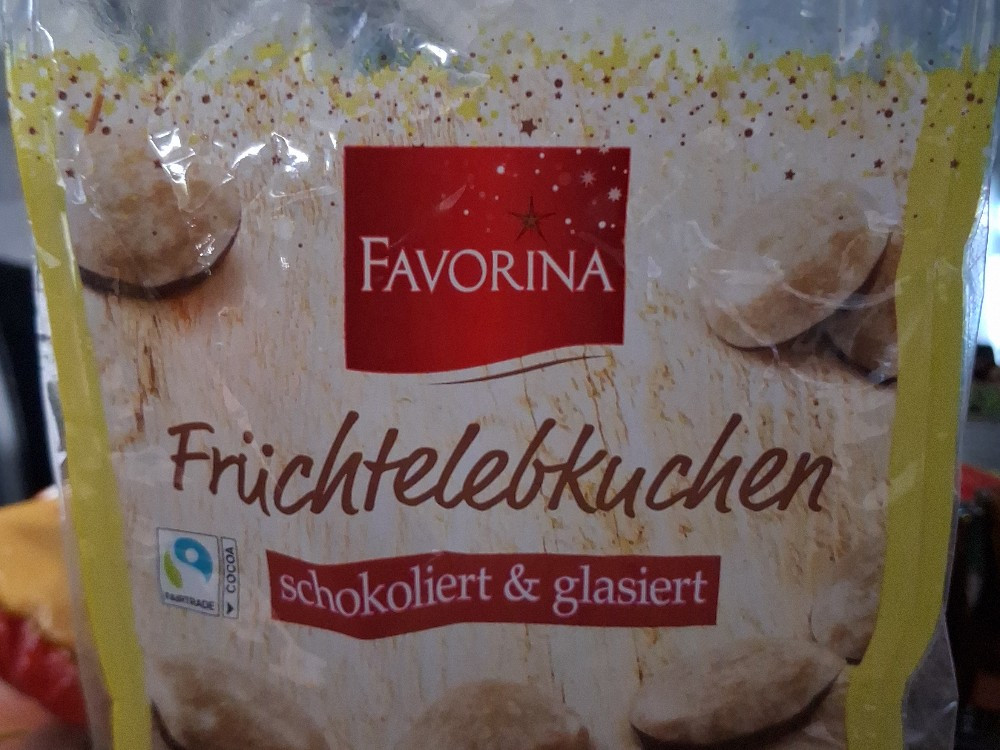 FAVORINA
Früchtelebkuchen
FAIRTRADE
COCOA
schokoliert & glasiert